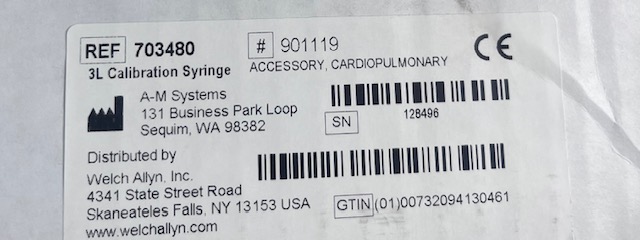 REF 703480
# 901119
3L Calibration Syringe
ACCESSORY, CARDIOPULMONARY
CE
A-M Systems
131 Business Park Loop
Sequim, WA 98382
SN
128496
Distributed by
Welch Allyn, Inc.
4341 State Street Road
Skaneateles Falls, NY 13153 USA
www.welchallyn.com
GTIN (01)00732094130461